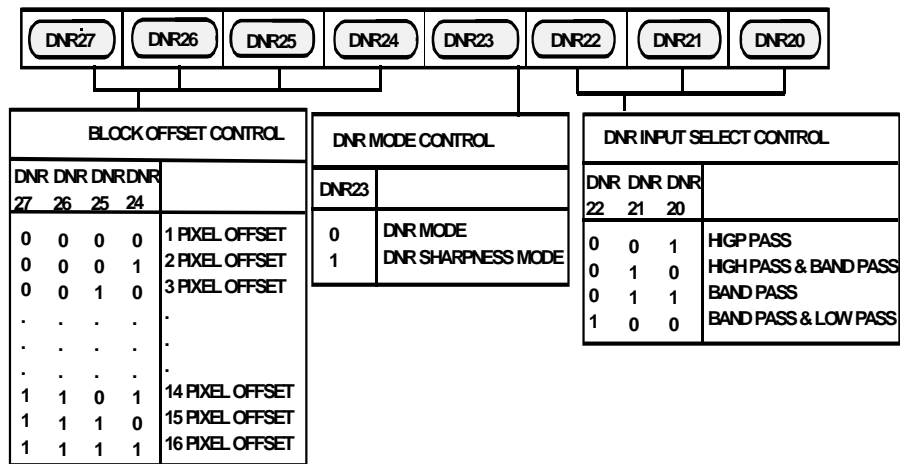 DNR27 DNR26 DNR25 DNR24 DNR23 DNR22 DNR21 DNR20
BLOCK OFFSET CONTROL
DNR DNR DNR DNR
27 26 25 24
0 0 0 0 1 PIXEL OFFSET
0 0 0 1 2 PIXEL OFFSET
0 0 1 0 3 PIXEL OFFSET
. . . . .
. . . . .
. . . . .
1 1 0 1 14 PIXEL OFFSET
1 1 1 0 15 PIXEL OFFSET
1 1 1 1 16 PIXEL OFFSET
DNR MODE CONTROL
DNR23
0 DNR MODE
1 DNR SHARPNESS MODE
DNR INPUT SELECT CONTROL
DNR DNR DNR
22 21 20
0 0 1 HIGP PASS
0 1 0 HIGH PASS & BAND PASS
0 1 1 BAND PASS
1 0 0 BAND PASS & LOW PASS